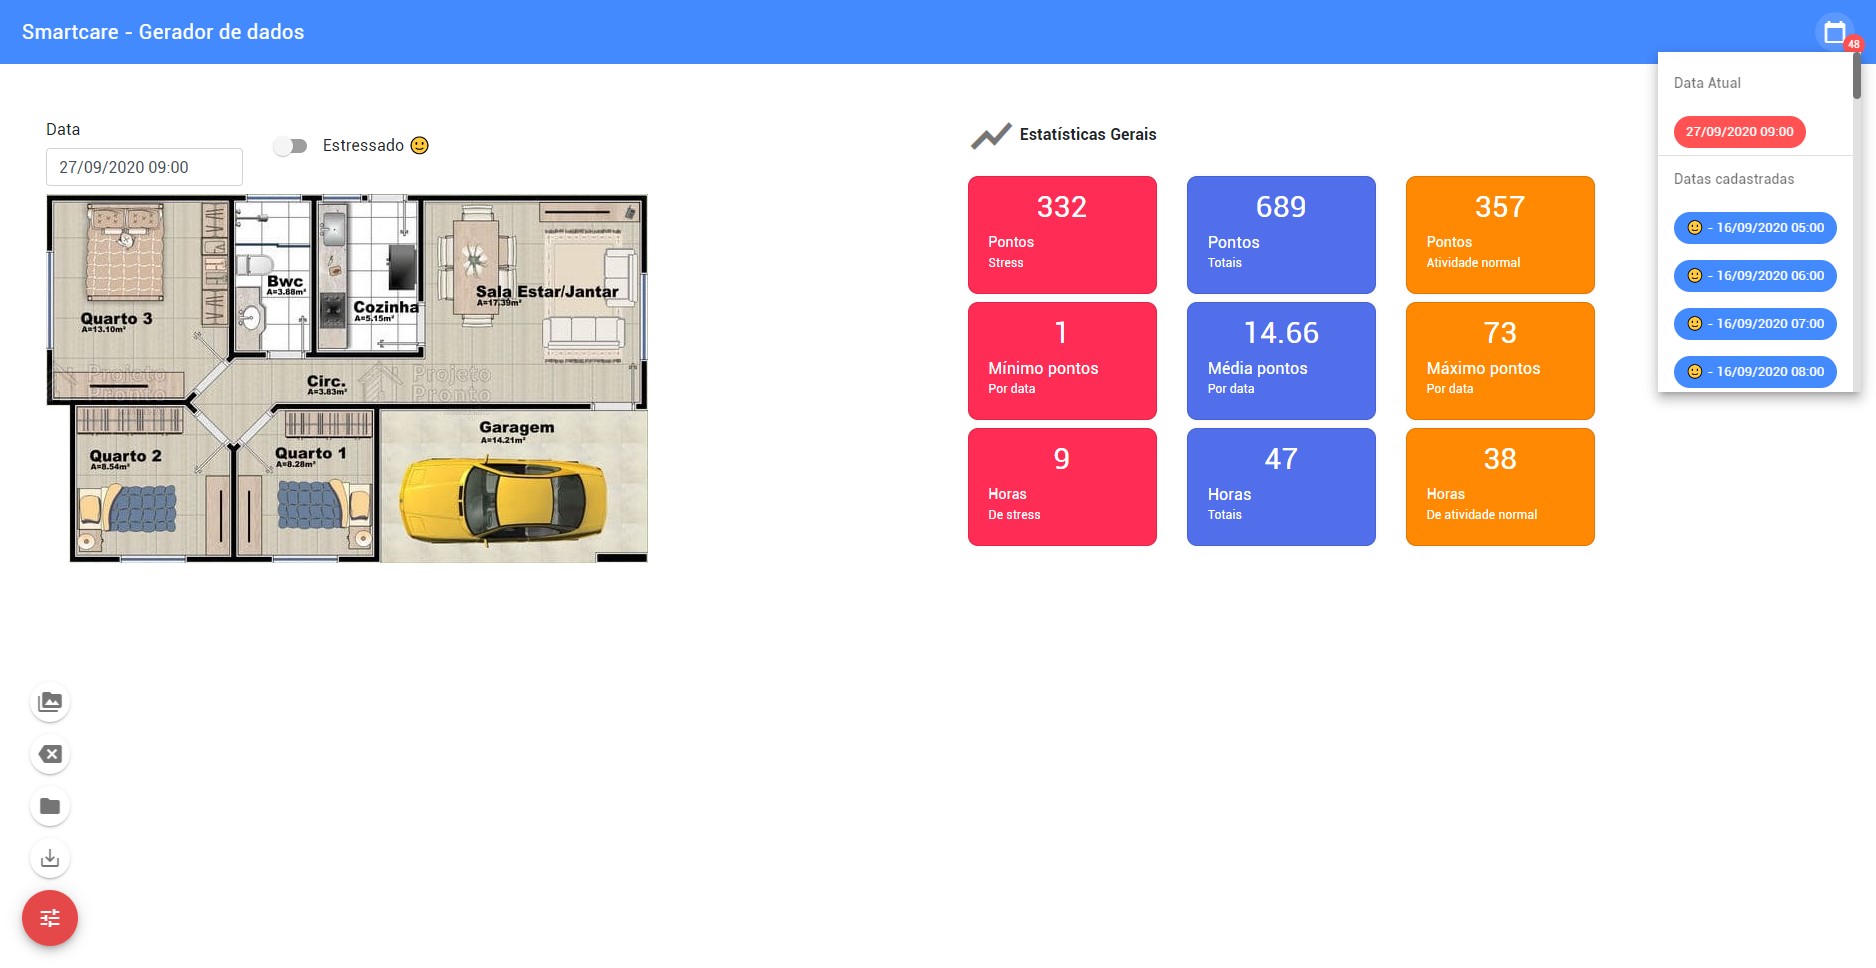 Smartcare - Gerador de dados
48
Data Atual
27/09/2020 09:00
Datas cadastradas
- 16/09/2020 05:00
- 16/09/2020 06:00
- 16/09/2020 07:00
- 16/09/2020 08:00
Data
27/09/2020 09:00
Estressado
Quarto 3
A=13.10m²
Bwc
A=3.88m²
Cozinha
A=5.15m²
Sala Estar/Jantar
A=17.39m²
Circ.
A=3.83m²
Projeto
Pronto
Projeto
Pronto
Quarto 2
A=8.54m²
Quarto 1
A=8.28m²
Garagem
A=14.21m²
Estatísticas Gerais
332
Pontos
Stress
689
Pontos
Totais
357
Pontos
Atividade normal
1
Mínimo pontos
Por data
14.66
Média pontos
Por data
73
Máximo pontos
Por data
9
Horas
De stress
47
Horas
Totais
38
Horas
De atividade normal